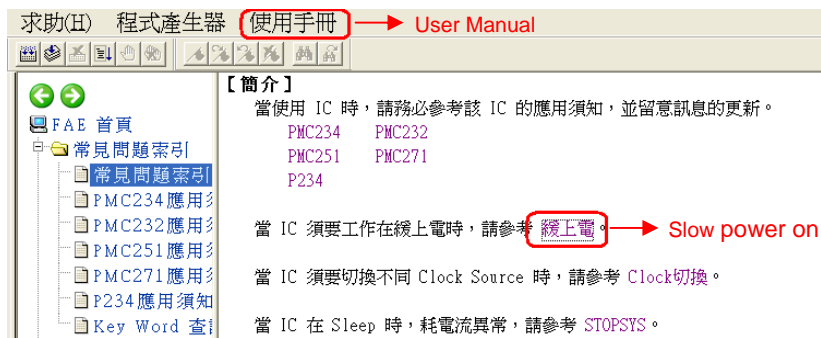 求助(H) 程式產生器 使用手冊 User Manual
【簡介】
當使用 IC 時，請務必參考該 IC 的應用須知，並留意訊息的更新。
PMC234 PMC232
PMC251 PMC271
P234
當 IC 須要工作在緩上電時，請參考 緩上電。 Slow power on
當 IC 須要切換不同 Clock Source 時，請參考 Clock切換。
當 IC 在 Sleep 時，耗電流異常，請參考 STOPSYS。
FAE 首頁
常見問題索引
常見問題索引
PMC234應用
PMC232應用
PMC251應用
PMC271應用
P234應用須知
Key Word 查